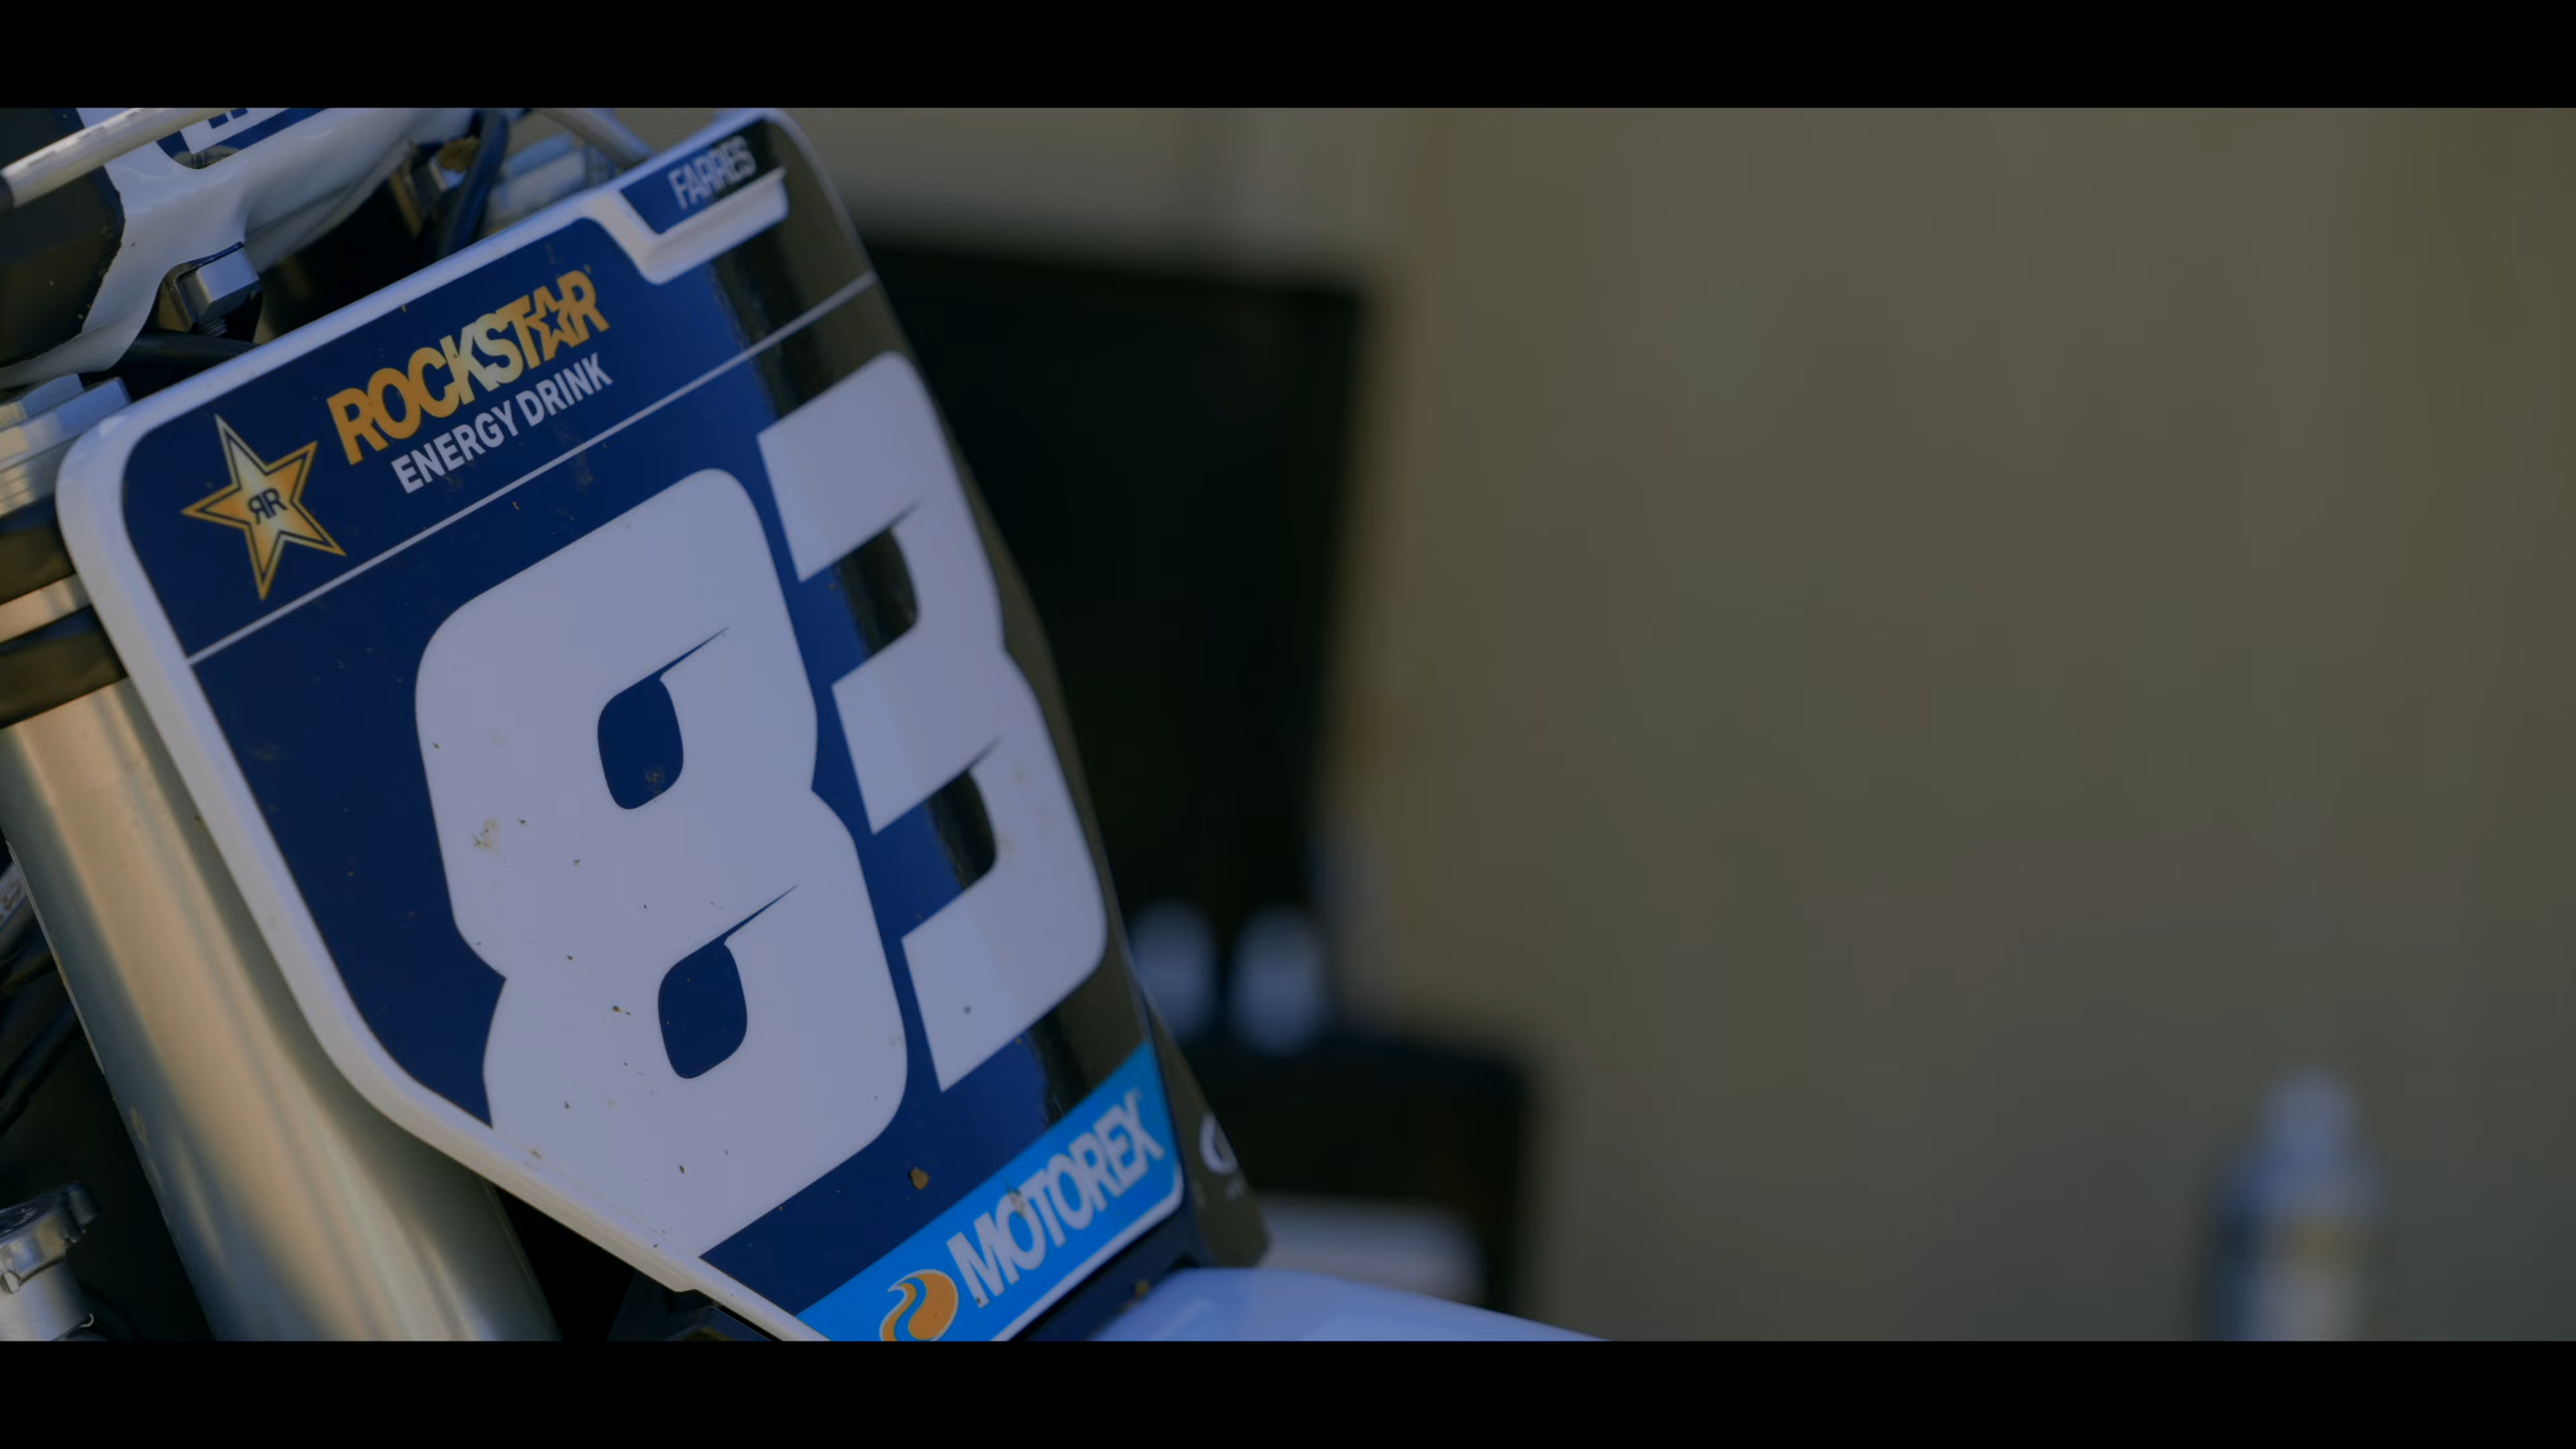 FARRES
ROCKSTAR
ENERGY DRINK
RR
83
MOTOREX